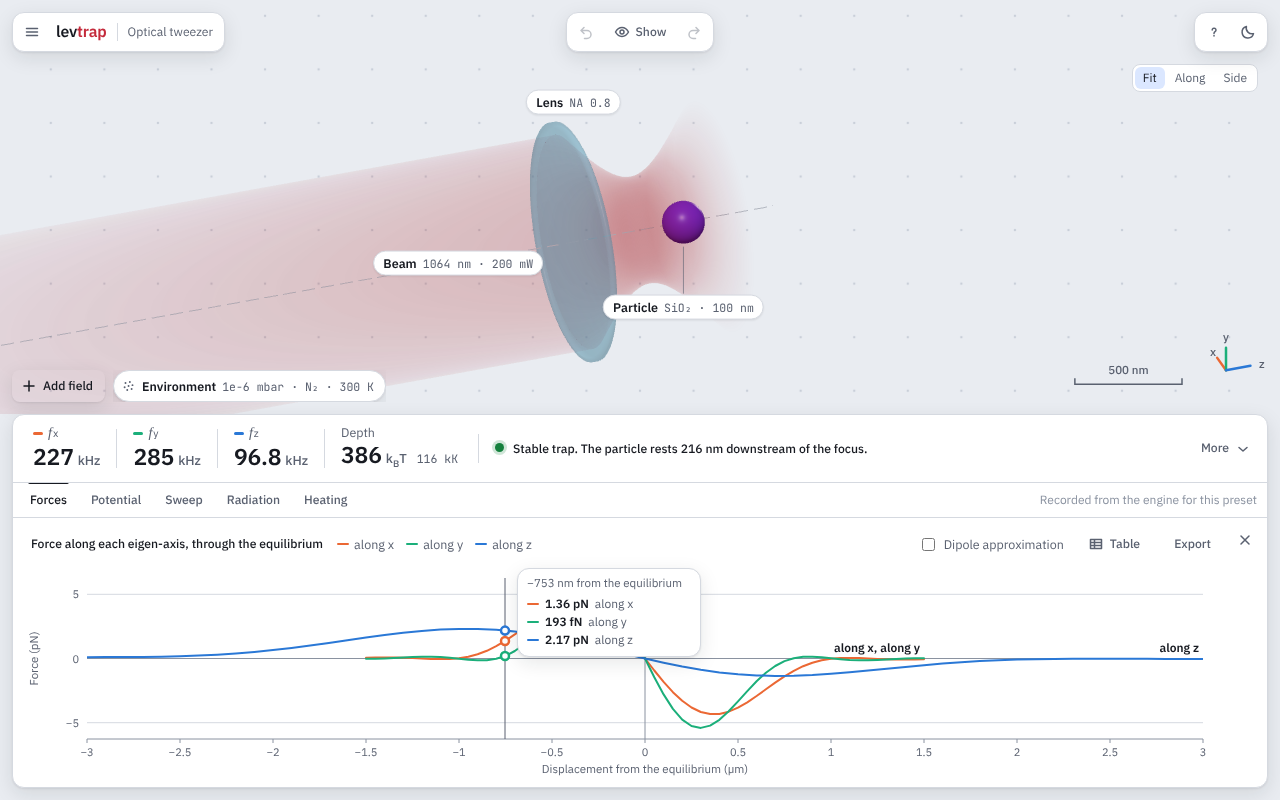 levtrap Optical tweezer
Show
?
Fit Along Side
Lens NA 0.8
Beam 1064 nm · 200 mW
Particle SiO₂ · 100 nm
y
x
z
500 nm
Add field
Environment 1e-6 mbar · N₂ · 300 K
fx
227 kHz
fy
285 kHz
fz
96.8 kHz
Depth
386 kBT 116 kK
Stable trap. The particle rests 216 nm downstream of the focus.
More
Forces Potential Sweep Radiation Heating
Recorded from the engine for this preset
Force along each eigen-axis, through the equilibrium
along x along y along z
Dipole approximation
Table
Export
−753 nm from the equilibrium
1.36 pN along x
193 fN along y
2.17 pN along z
Force (pN)
5
0
−5
along x, along y
along z
−3 −2.5 −2 −1.5 −1 −0.5 0 0.5 1 1.5 2 2.5 3
Displacement from the equilibrium (μm)